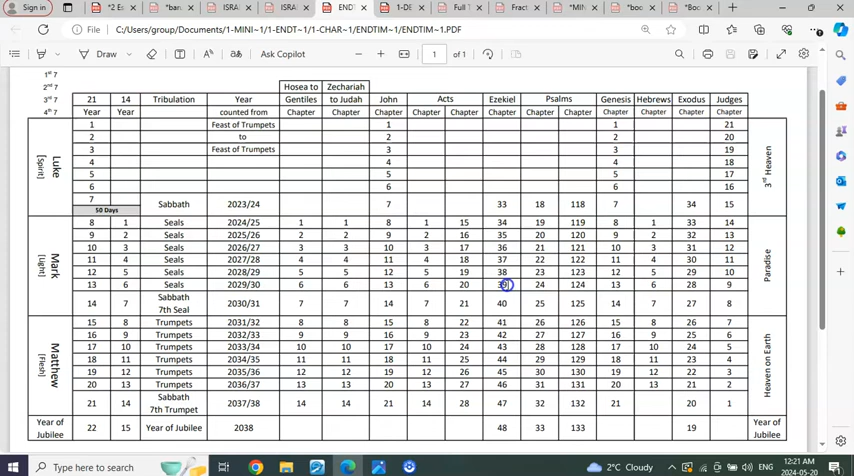 Sign in
*2 Es
*ban
ISRA
ISRA
ENDT
1-DE
Full T
Fract
*MIN
*boo
*Boo
File | C:/Users/group/Documents/1-MINI~1/1-ENDT~1/1-CHAR~1/ENDTIM~1/ENDTIM~1.PDF
Draw
Ask Copilot
1 of 1
1st 7
2nd 7 Hosea to Zechariah
3rd 7 21 14 Tribulation Year Gentiles to Judah John Acts Ezekiel Psalms Genesis Hebrews Exodus Judges
4th 7 Year Year counted from Chapter Chapter Chapter Chapter Chapter Chapter Chapter Chapter Chapter Chapter Chapter Chapter
Luke
[Spirit]
1 Feast of Trumpets 1 1 21
2 to 2 2 20
3 Feast of Trumpets 3 3 19
4 4 4 18
5 5 5 17
6 6 6 16
7 Sabbath 2023/24 7 33 18 118 7 34 15
50 Days
3rd Heaven
Mark
[Light]
8 1 Seals 2024/25 1 1 8 1 15 34 19 119 8 1 33 14
9 2 Seals 2025/26 2 2 9 2 16 35 20 120 9 2 32 13
10 3 Seals 2026/27 3 3 10 3 17 36 21 121 10 3 31 12
11 4 Seals 2027/28 4 4 11 4 18 37 22 122 11 4 30 11
12 5 Seals 2028/29 5 5 12 5 19 38 23 123 12 5 29 10
13 6 Seals 2029/30 6 6 13 6 20 39 24 124 13 6 28 9
14 7 Sabbath 7th Seal 2030/31 7 7 14 7 21 40 25 125 14 7 27 8
Paradise
Matthew
[Flesh]
15 8 Trumpets 2031/32 8 8 15 8 22 41 26 126 15 8 26 7
16 9 Trumpets 2032/33 9 9 16 9 23 42 27 127 16 9 25 6
17 10 Trumpets 2033/34 10 10 17 10 24 43 28 128 17 10 24 5
18 11 Trumpets 2034/35 11 11 18 11 25 44 29 129 18 11 23 4
19 12 Trumpets 2035/36 12 12 19 12 26 45 30 130 19 12 22 3
20 13 Trumpets 2036/37 13 13 20 13 27 46 31 131 20 13 21 2
21 14 Sabbath 7th Trumpet 2037/38 14 14 21 14 28 47 32 132 21 20 1
Heaven on Earth
Year of Jubilee 22 15 Year of Jubilee 2038 48 33 133 19 Year of Jubilee
Type here to search
2°C Cloudy
ENG
12:21 AM
2024-05-20